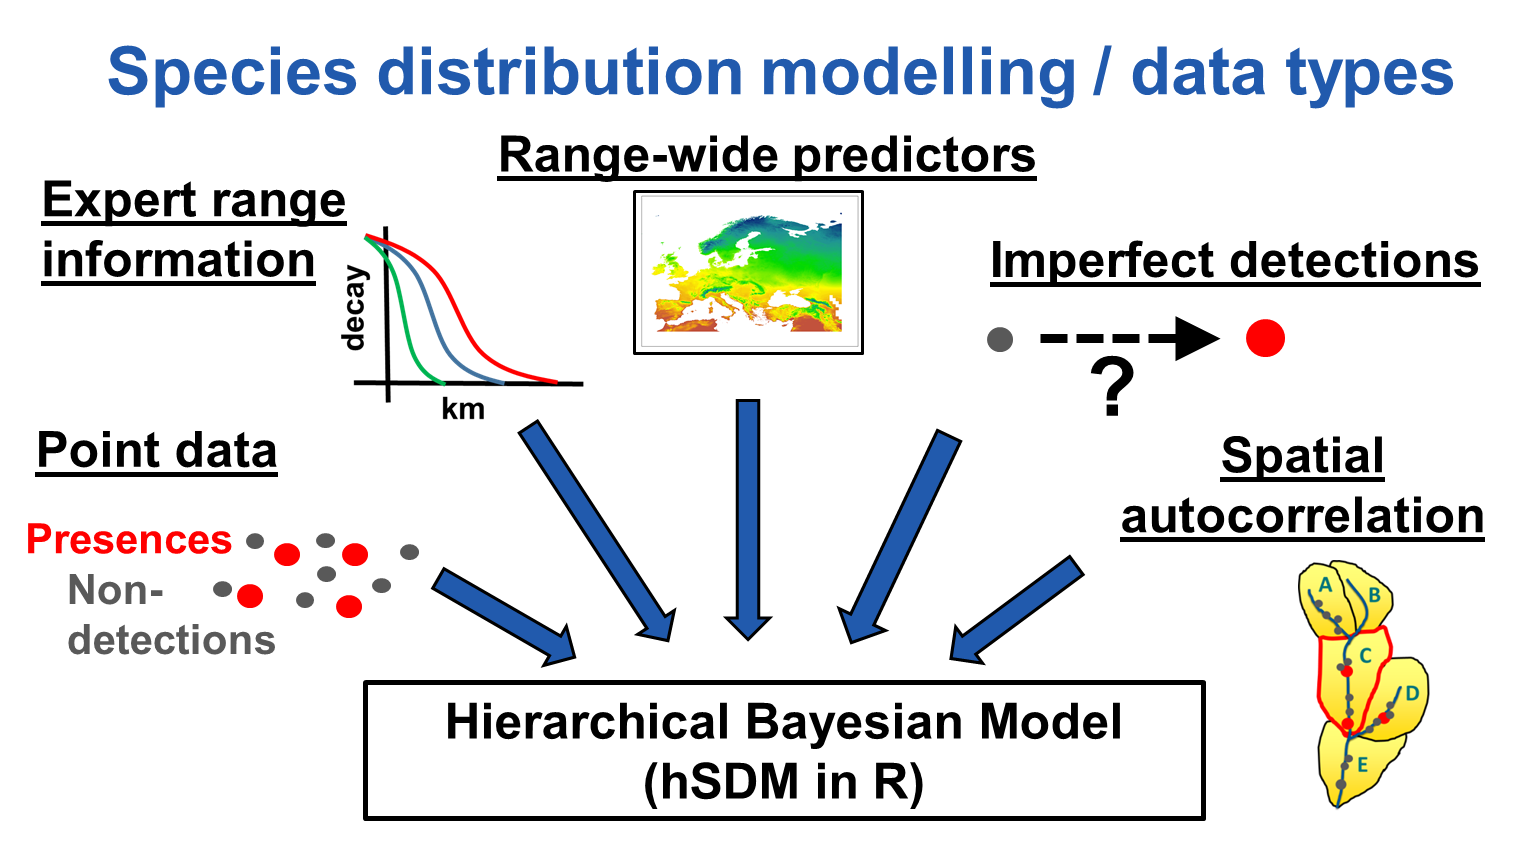 Species distribution modelling / data types
Range-wide predictors
Expert range
information
decay
km
Imperfect detections
?
Point data
Presences
Non-
detections
Spatial
autocorrelation
A
B
C
D
E
Hierarchical Bayesian Model
(hSDM in R)